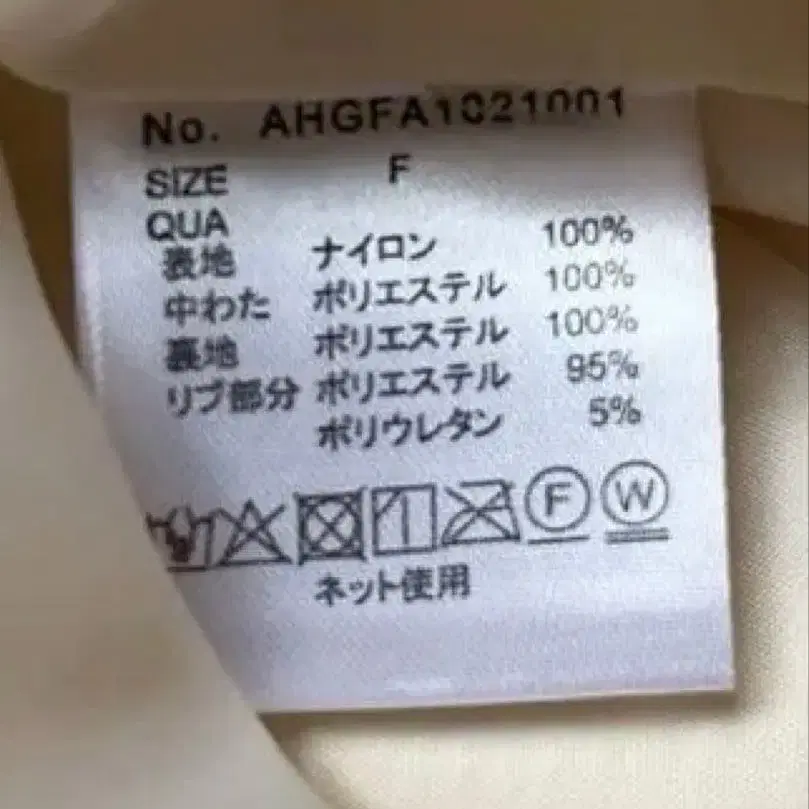 No. AHGFA1021001
SIZE F
QUA
表地 ナイロン 100%
中わた ポリエステル 100%
裏地 ポリエステル 100%
リブ部分 ポリエステル 95%
ポリウレタン 5%
F W
ネット使用